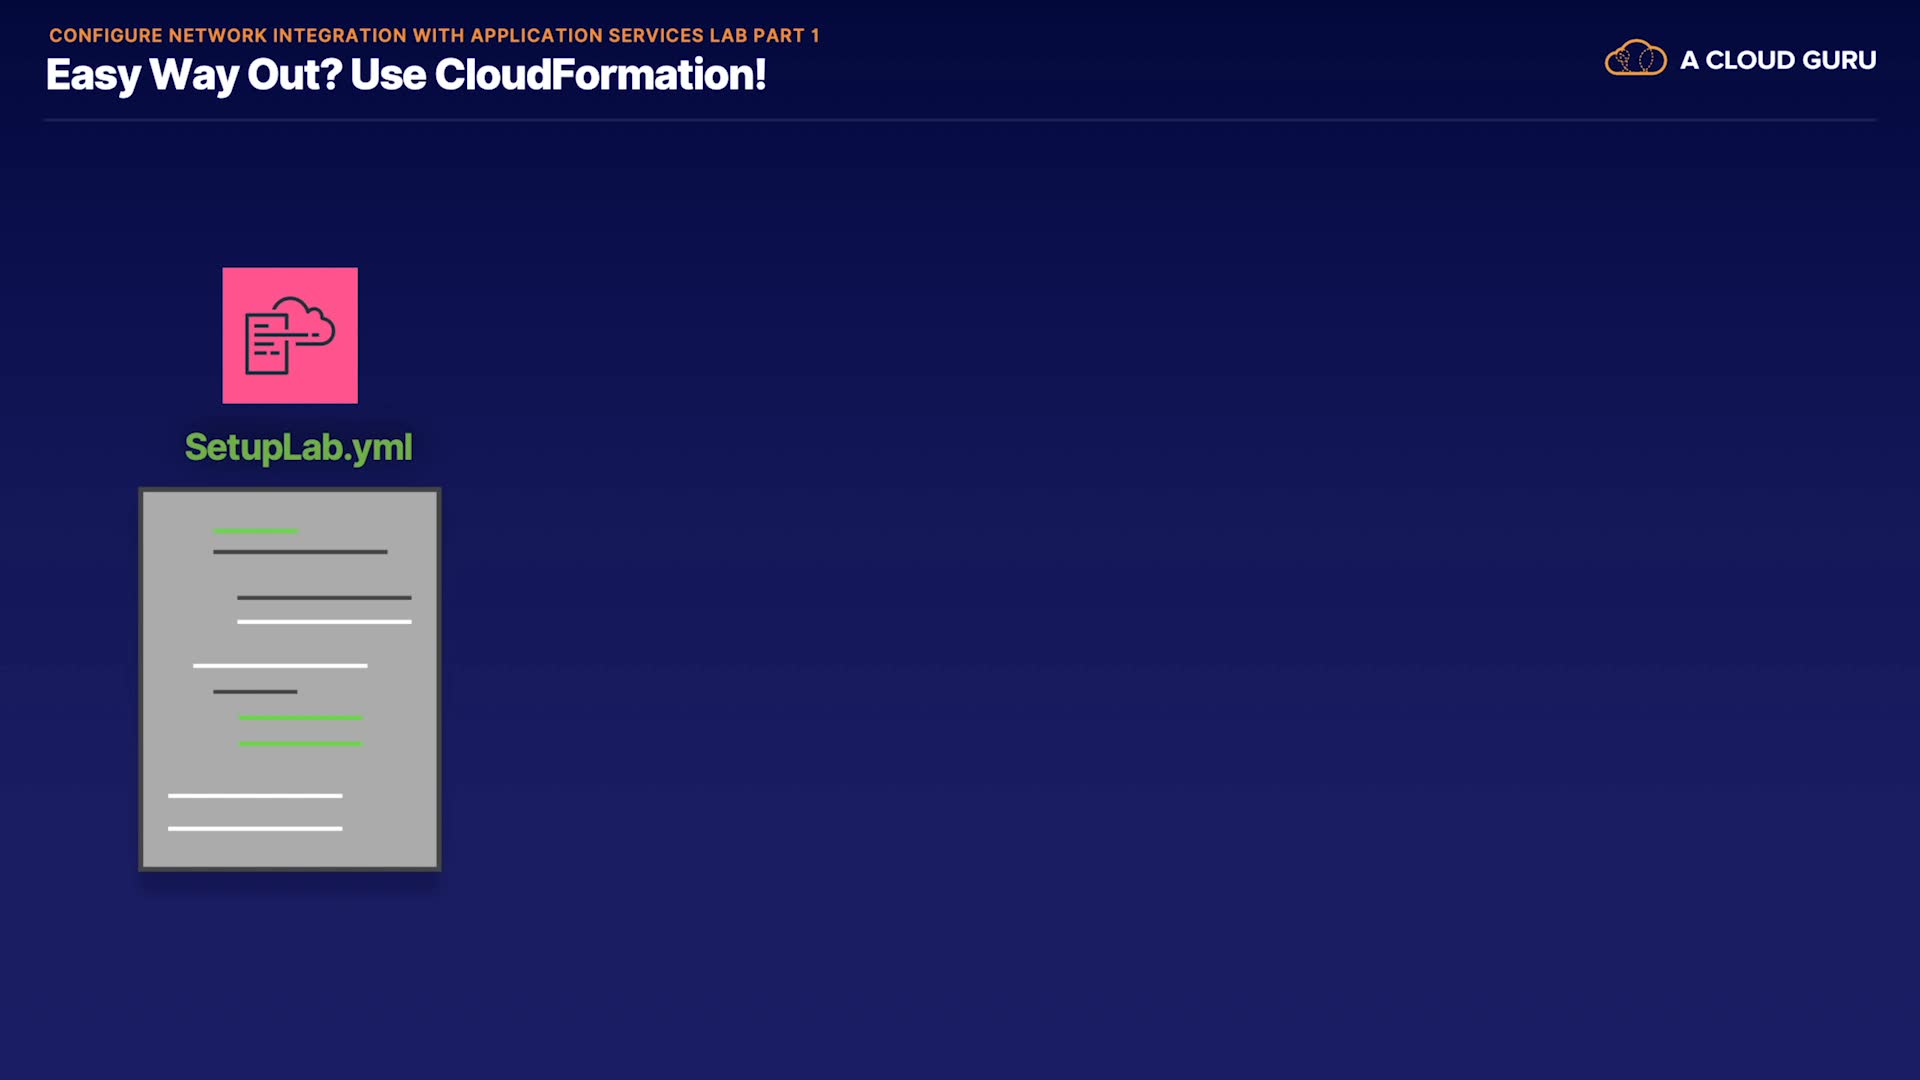 CONFIGURE NETWORK INTEGRATION WITH APPLICATION SERVICES LAB PART 1
Easy Way Out? Use CloudFormation!
A CLOUD GURU
SetupLab.yml